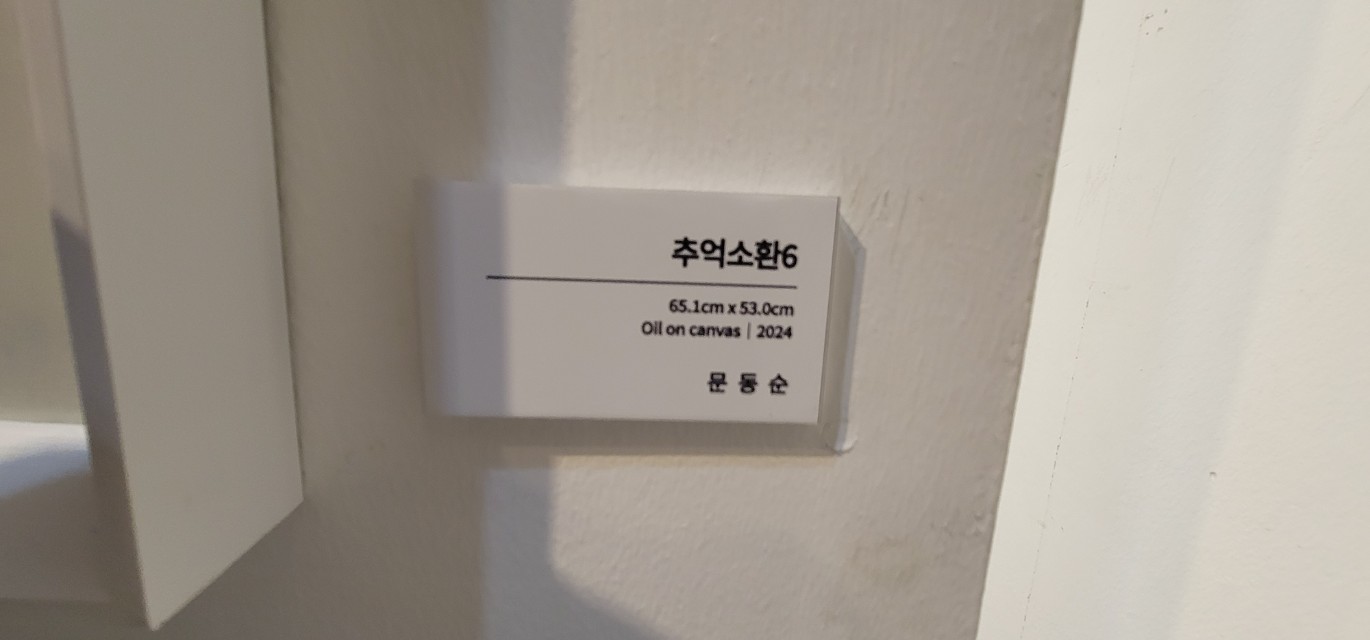 추억소환6
65.1cm x 53.0cm
Oil on canvas | 2024
문 동 순